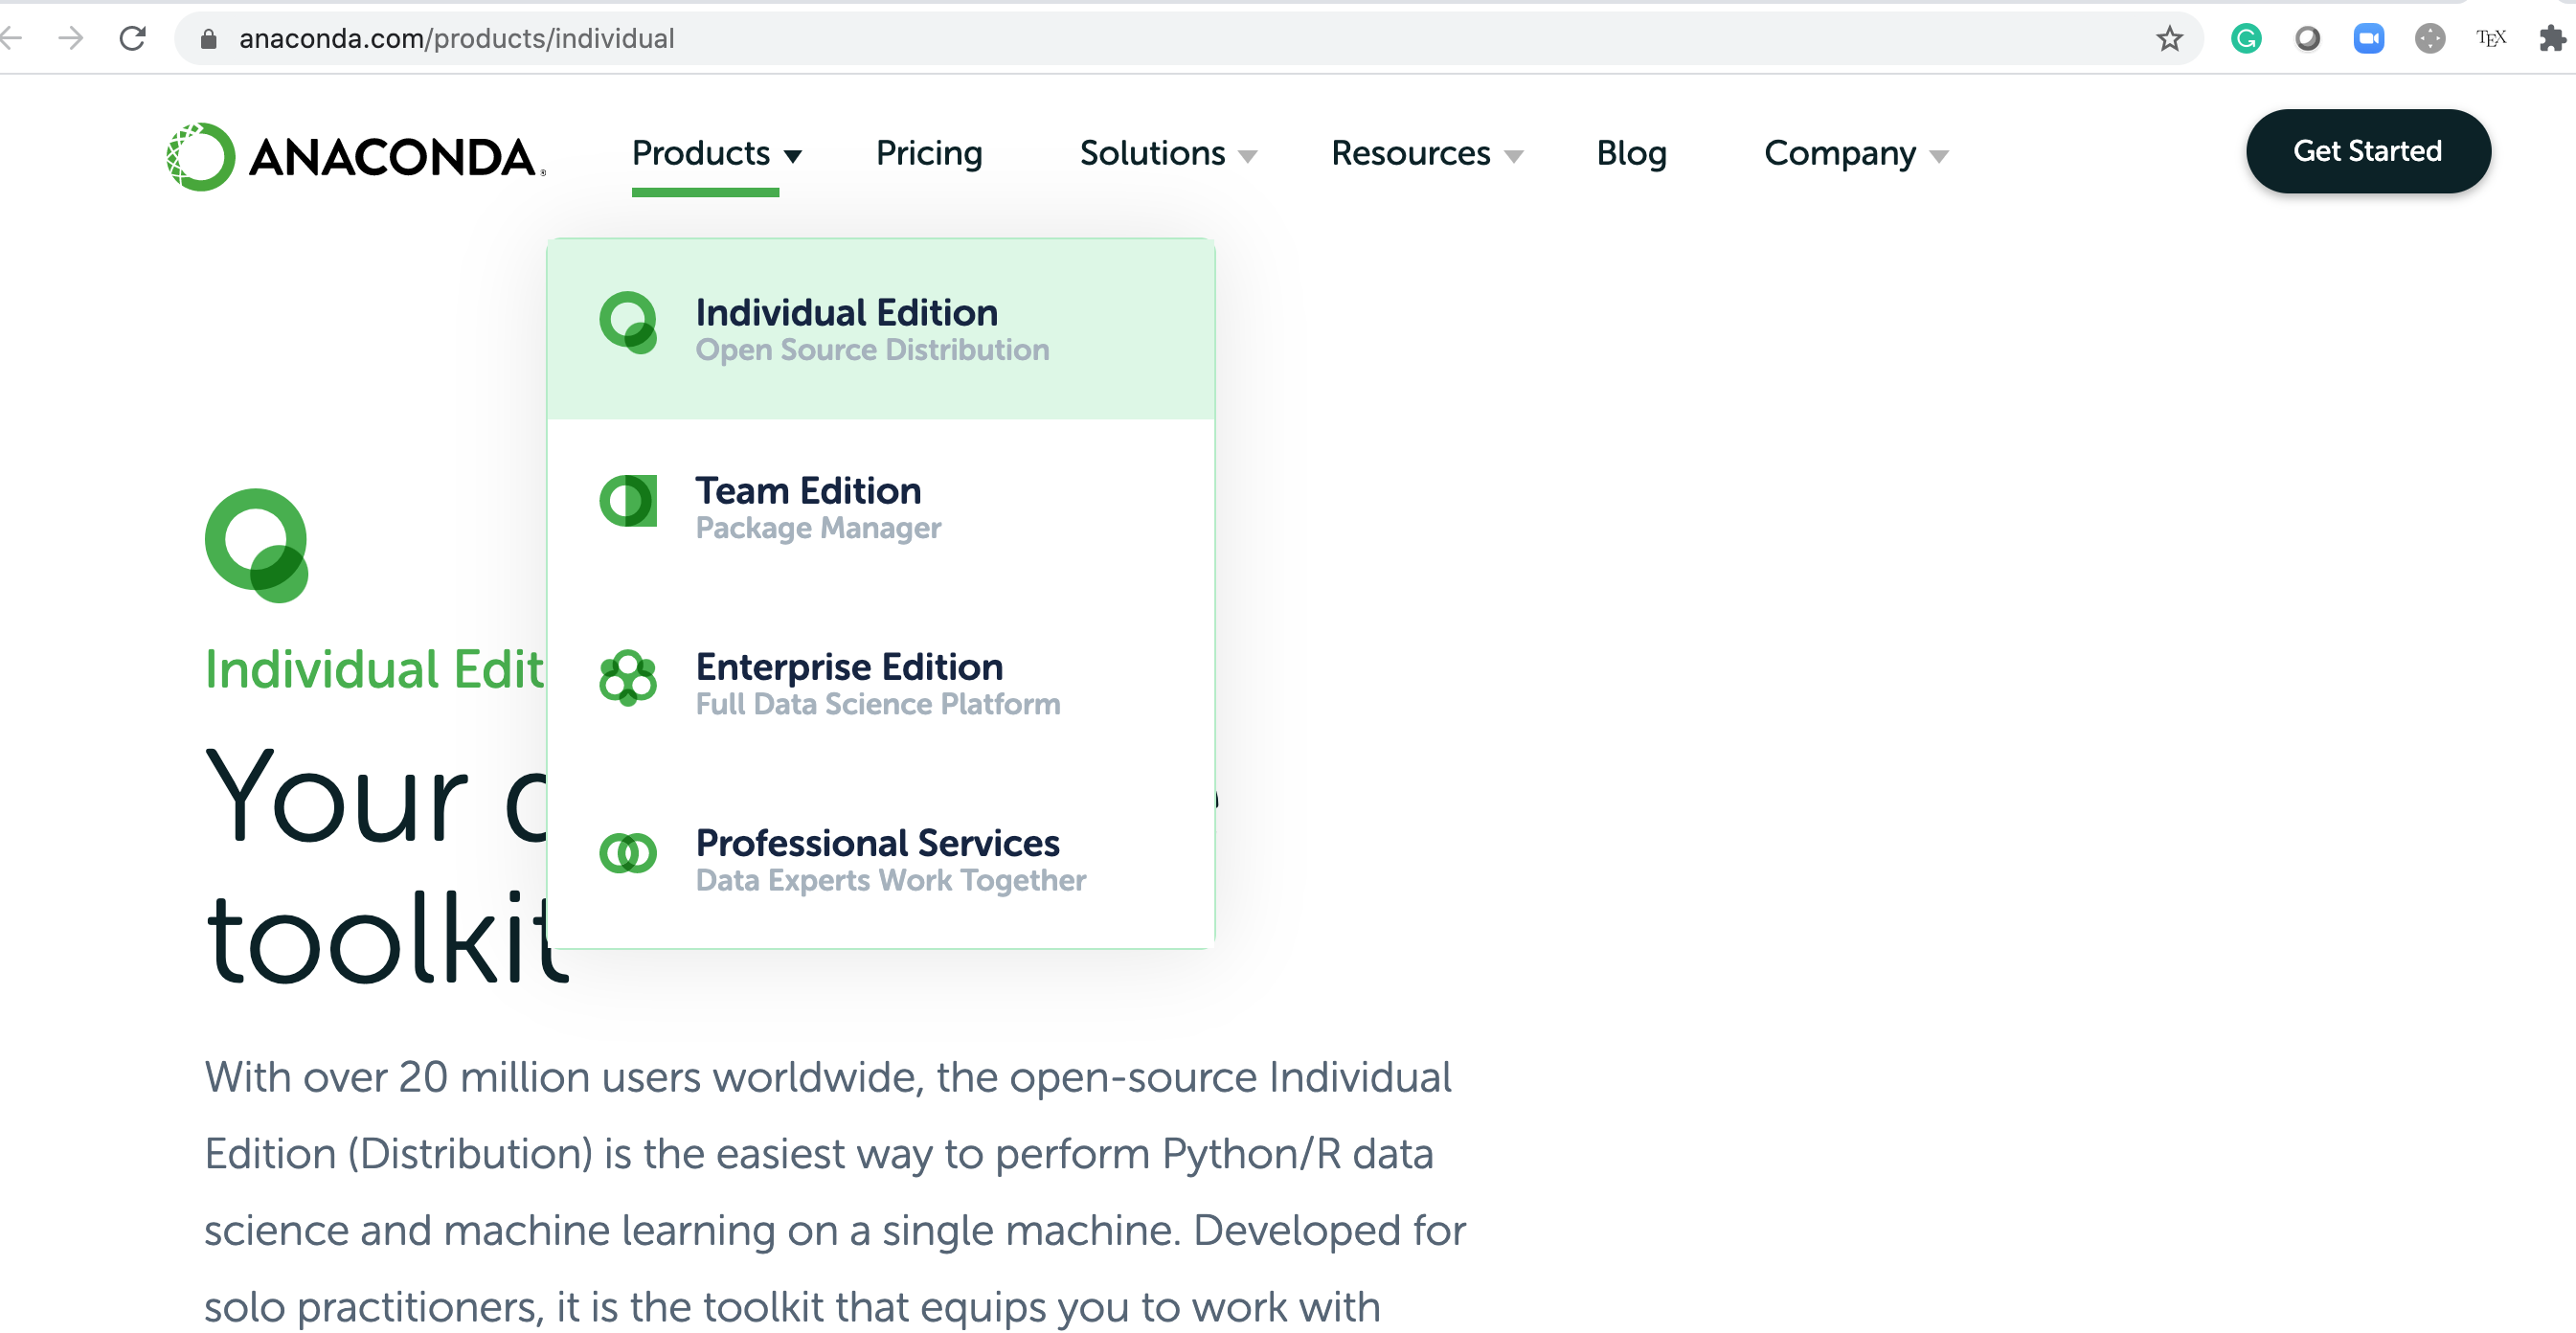 anaconda.com/products/individual
TEX
ANACONDA
Products Pricing Solutions Resources Blog Company Get Started
Individual Edition
Open Source Distribution
Team Edition
Package Manager
Enterprise Edition
Full Data Science Platform
Professional Services
Data Experts Work Together
Individual Edit
Your
toolkit
With over 20 million users worldwide, the open-source Individual
Edition (Distribution) is the easiest way to perform Python/R data
science and machine learning on a single machine. Developed for
solo practitioners, it is the toolkit that equips you to work with